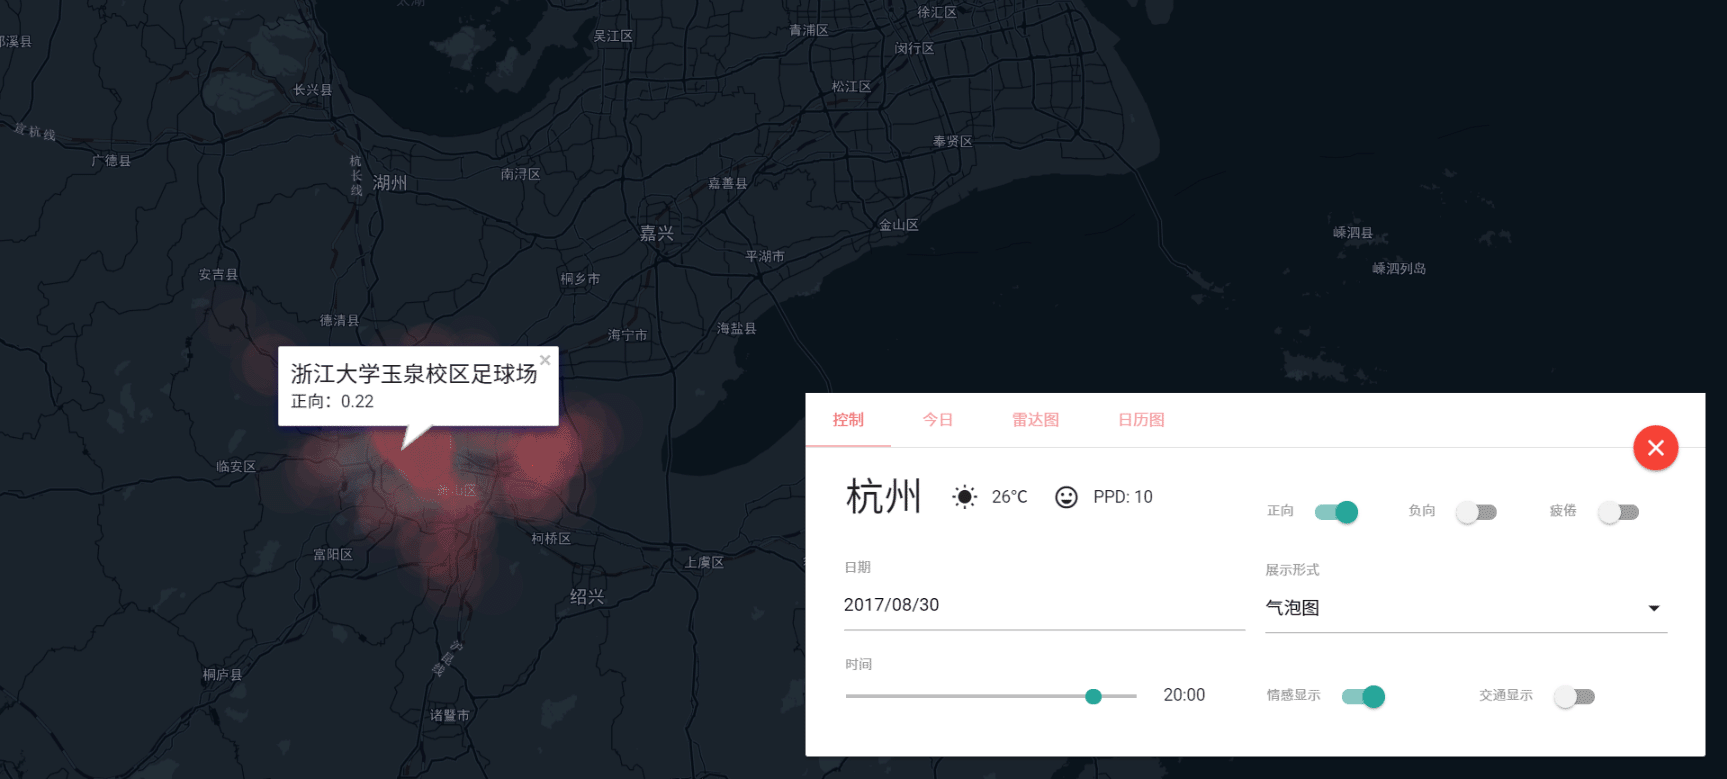 太湖
徐汇区
青浦区
吴江区
闵行区
松江区
长兴县
杭线
广德县
奉贤区
杭长线
湖州
南浔区
嘉善县
金山区
嘉兴
嵊泗县
平湖市
嵊泗列岛
安吉县
桐乡市
德清县
海宁市
海盐县
浙江大学玉泉校区足球场
×
正向：0.22
临安区
萧山区
柯桥区
富阳区
上虞区
绍兴
沪昆线
桐庐县
诸暨市
控制 今日 雷达图 日历图
杭州 26°C PPD: 10
正向 负向 疲倦
日期
2017/08/30
展示形式
气泡图
时间
20:00
情感显示 交通显示